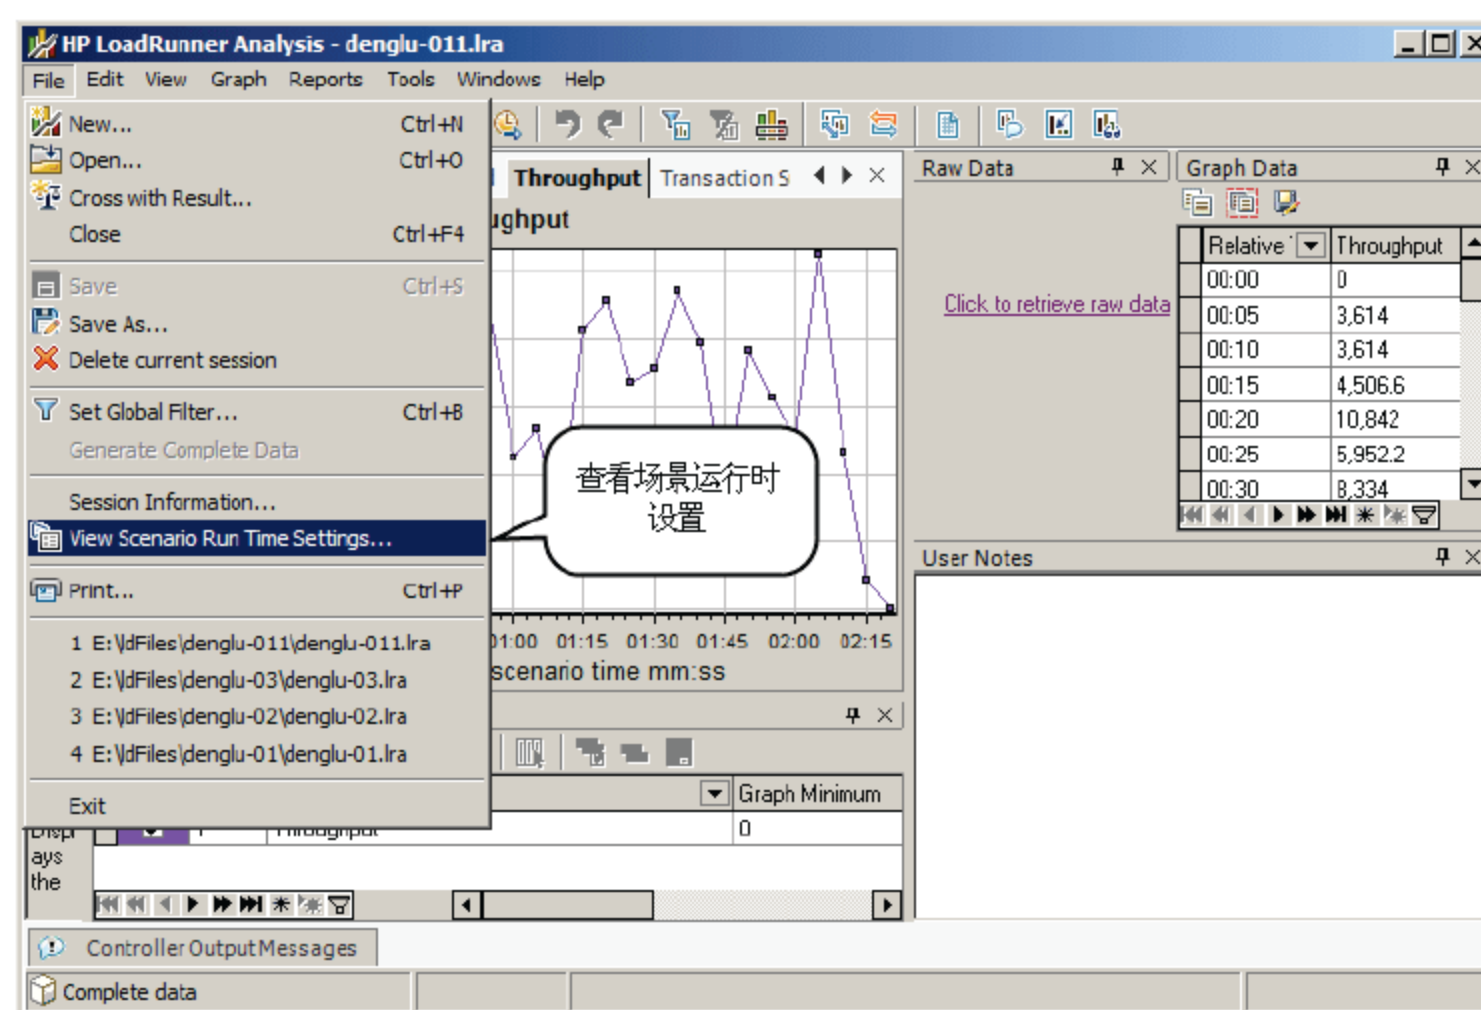 HP LoadRunner Analysis - denglu-011.lra
File Edit View Graph Reports Tools Windows Help
New... Ctrl+N
Open... Ctrl+O
Cross with Result...
Close Ctrl+F4
Save Ctrl+S
Save As...
Delete current session
Set Global Filter... Ctrl+B
Generate Complete Data
Session Information...
View Scenario Run Time Settings...
Print... Ctrl+P
1 E:\ldFiles\denglu-011\denglu-011.lra
2 E:\ldFiles\denglu-03\denglu-03.lra
3 E:\ldFiles\denglu-02\denglu-02.lra
4 E:\ldFiles\denglu-01\denglu-01.lra
Exit
Throughput Transaction S
ughput
查看场景运行时
设置
01:00 01:15 01:30 01:45 02:00 02:15
scenario time mm:ss
Raw Data
Click to retrieve raw data
Graph Data
Relative Throughput
00:00 0
00:05 3,614
00:10 3,614
00:15 4,506.6
00:20 10,842
00:25 5,952.2
00:30 8,334
User Notes
Graph Minimum
1 Throughput 0
Displ
ays
the
Controller Output Messages
Complete data